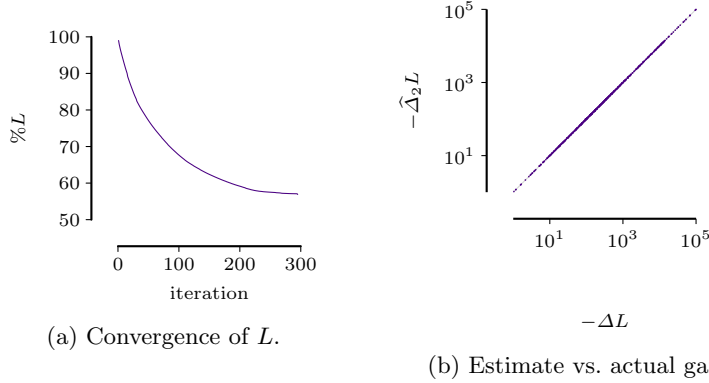 100
90
80
70
60
50
%L
0 100 200 300
iteration
(a) Convergence of L.
10^5
10^3
10^1
−Δ̂₂L
10^1 10^3 10^5
−ΔL
(b) Estimate vs. actual ga